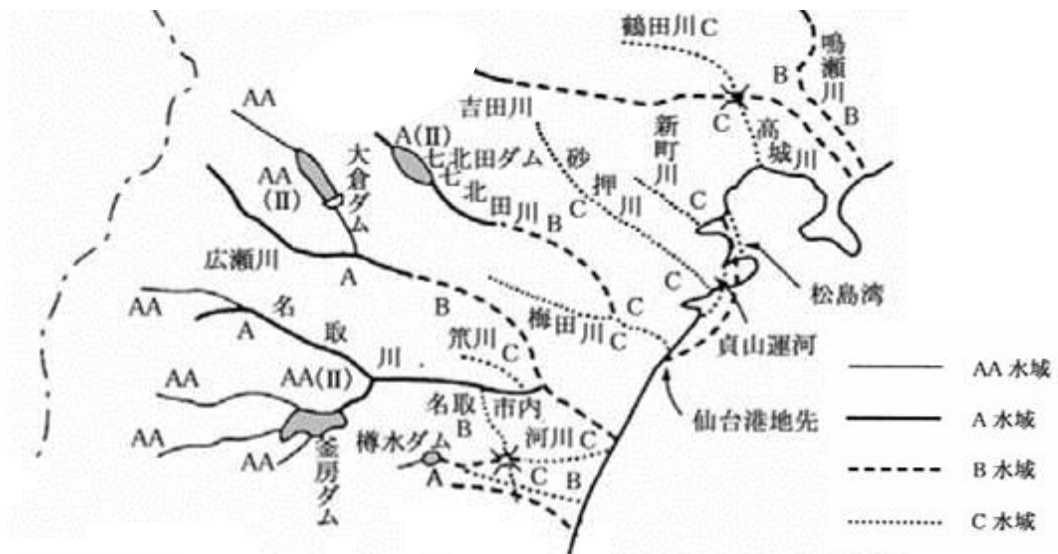 鶴田川 C
鳴瀬川
B
B
AA
吉田川
C
高城川
新町川
A(II)
七北田ダム
大倉ダム
AA
(II)
砂押川
C
七北田川
B
C
広瀬川
A
C
松島湾
AA
名取川
A
B
梅田川
C
C
貞山運河
笊川
C
AA
AA(II)
名取
市内
河川
B
C
仙台港地先
AA
AA
釜房ダム
樽水ダム
A
C
B
AA 水域
A 水域
B 水域
C 水域